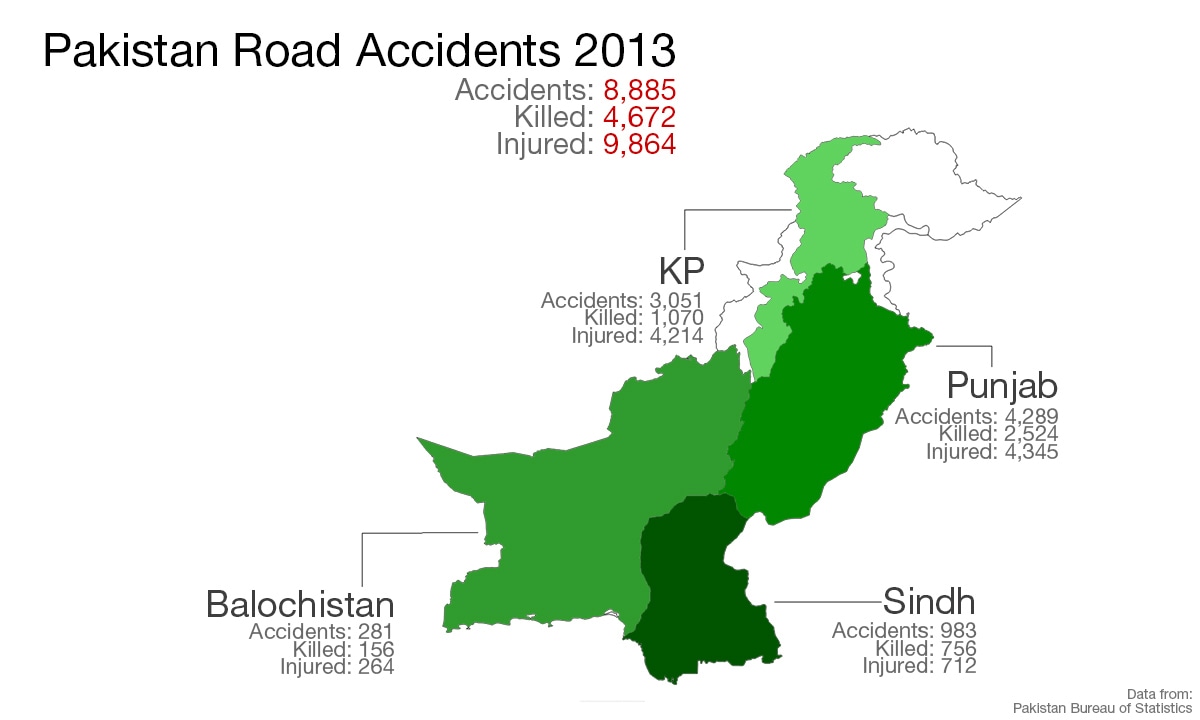 Pakistan Road Accidents 2013
Accidents: 8,885
Killed: 4,672
Injured: 9,864
KP
Accidents: 3,051
Killed: 1,070
Injured: 4,214
Punjab
Accidents: 4,289
Killed: 2,524
Injured: 4,345
Balochistan
Accidents: 281
Killed: 156
Injured: 264
Sindh
Accidents: 983
Killed: 756
Injured: 712
Data from:
Pakistan Bureau of Statistics